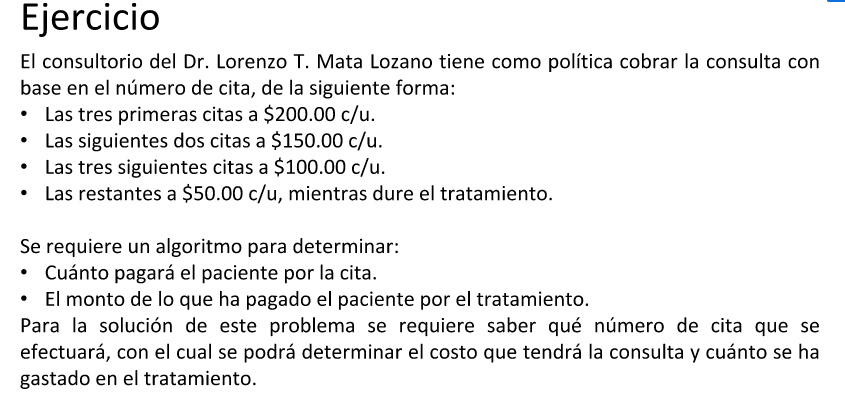 Ejercicio
El consultorio del Dr. Lorenzo T. Mata Lozano tiene como política cobrar la consulta con
base en el número de cita, de la siguiente forma:
• Las tres primeras citas a $200.00 c/u.
• Las siguientes dos citas a $150.00 c/u.
• Las tres siguientes citas a $100.00 c/u.
• Las restantes a $50.00 c/u, mientras dure el tratamiento.
Se requiere un algoritmo para determinar:
• Cuánto pagará el paciente por la cita.
• El monto de lo que ha pagado el paciente por el tratamiento.
Para la solución de este problema se requiere saber qué número de cita que se
efectuará, con el cual se podrá determinar el costo que tendrá la consulta y cuánto se ha
gastado en el tratamiento.